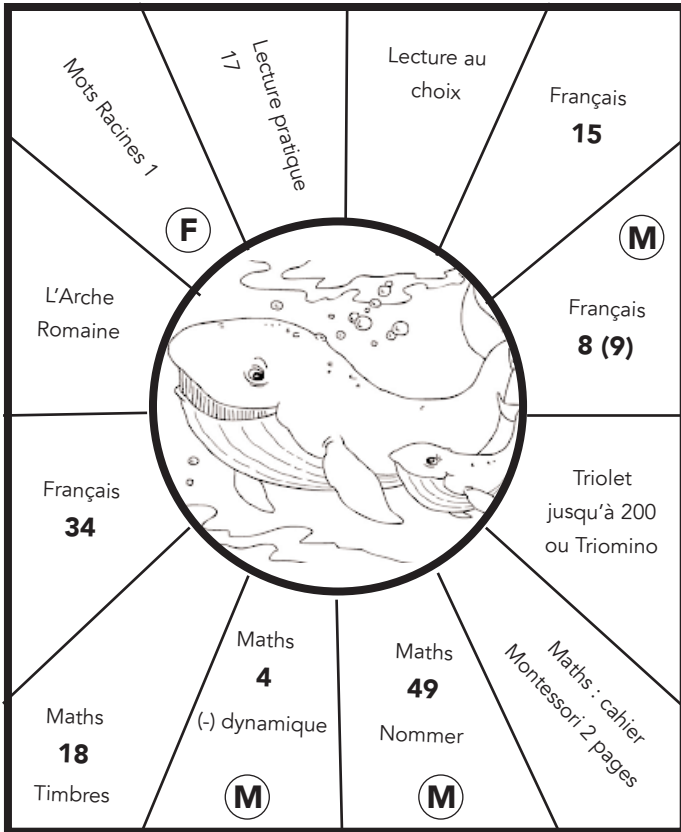 Mots Racines 1
F
Lecture pratique
17
Lecture au
choix
Français
15
M
Français
8 (9)
Triolet
jusqu'à 200
ou Triomino
Maths : cahier
Montessori 2 pages
Maths
49
Nommer
M
Maths
4
(-) dynamique
M
Maths
18
Timbres
Français
34
L'Arche
Romaine